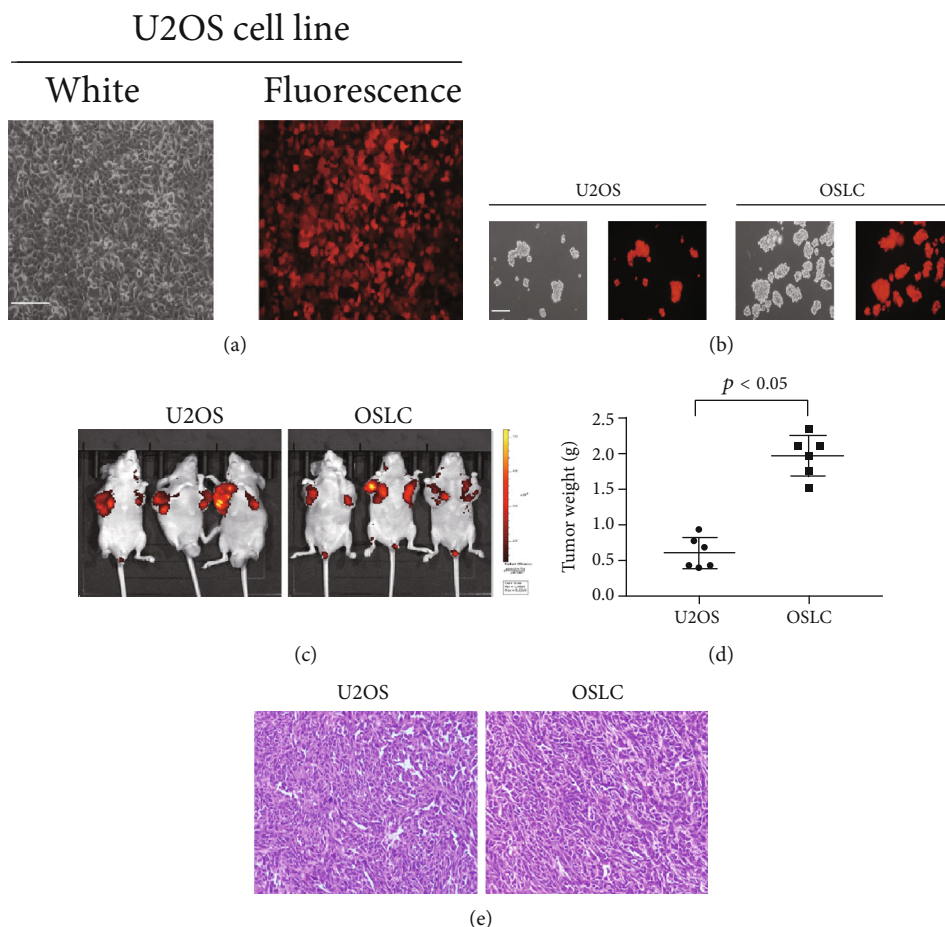 U2OS cell line
White Fluorescence
(a)
U2OS OSLC
(b)
U2OS OSLC
(c)
p < 0.05
Tumor weight (g)
2.5
2.0
1.5
1.0
0.5
0.0
U2OS OSLC
(d)
U2OS OSLC
(e)